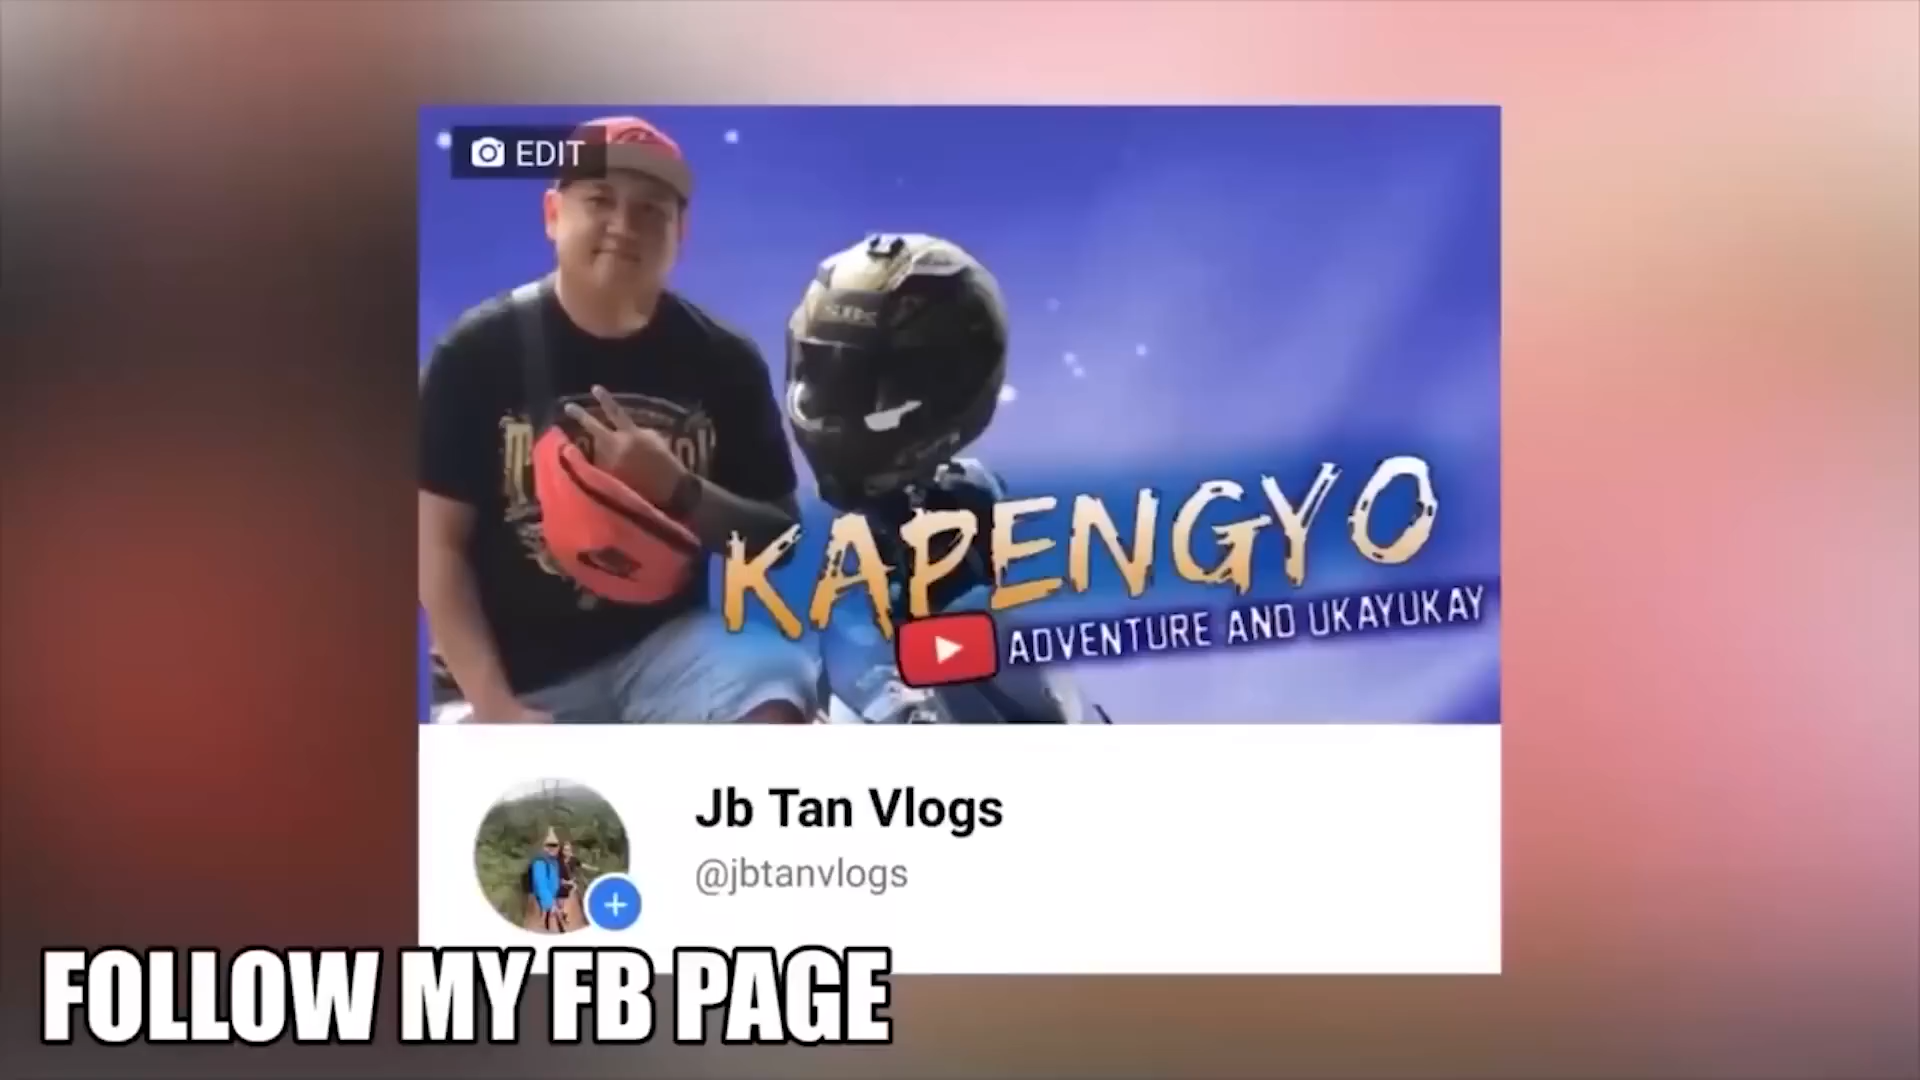 EDIT
KAPENGYO
ADVENTURE AND UKAYUKAY
Jb Tan Vlogs
@jbtanvlogs
FOLLOW MY FB PAGE